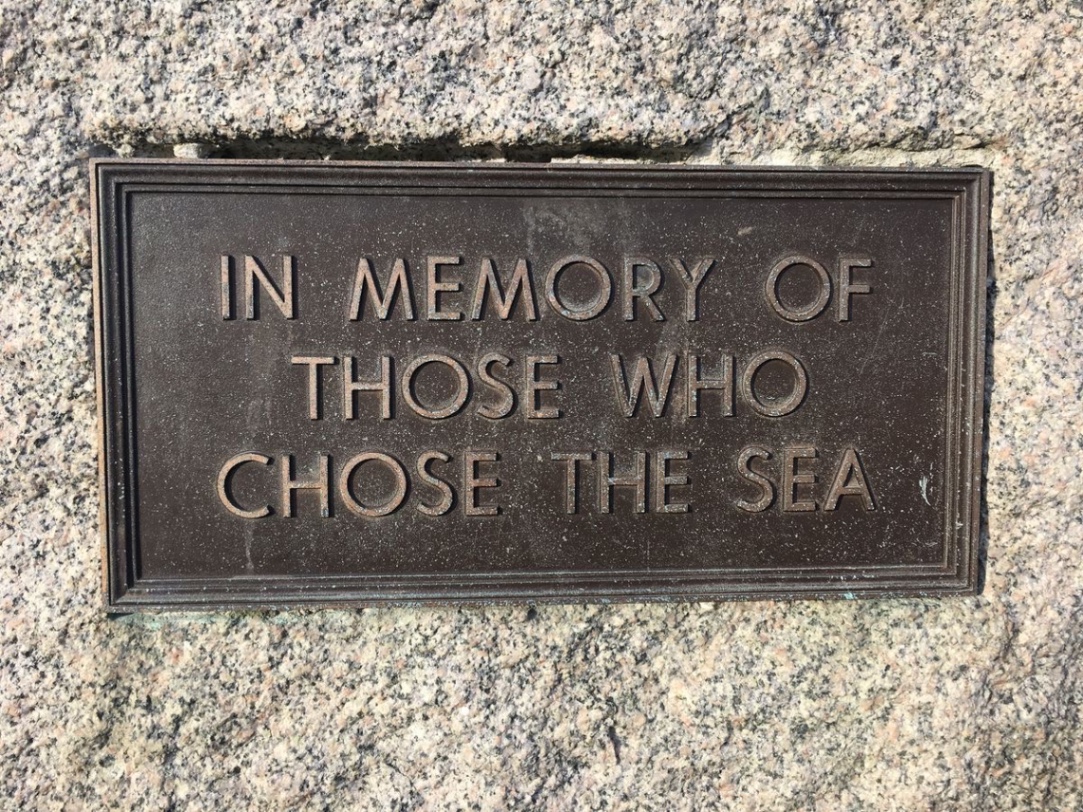 IN MEMORY OF
THOSE WHO
CHOSE THE SEA